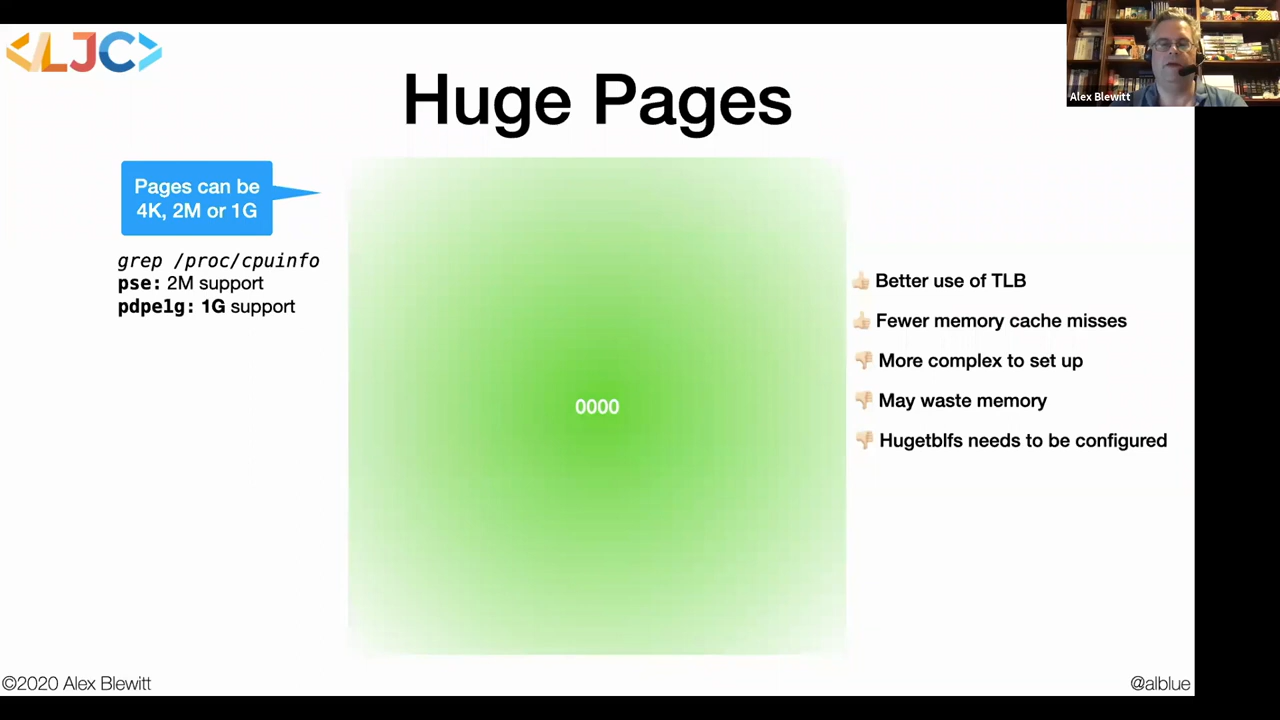 <LJC>
Alex Blewitt
Huge Pages
Pages can be
4K, 2M or 1G
grep /proc/cpuinfo
pse: 2M support
pdpe1g: 1G support
0000
👍🏻 Better use of TLB
👍🏻 Fewer memory cache misses
👎🏻 More complex to set up
👎🏻 May waste memory
👎🏻 Hugetblfs needs to be configured
©2020 Alex Blewitt
@alblue